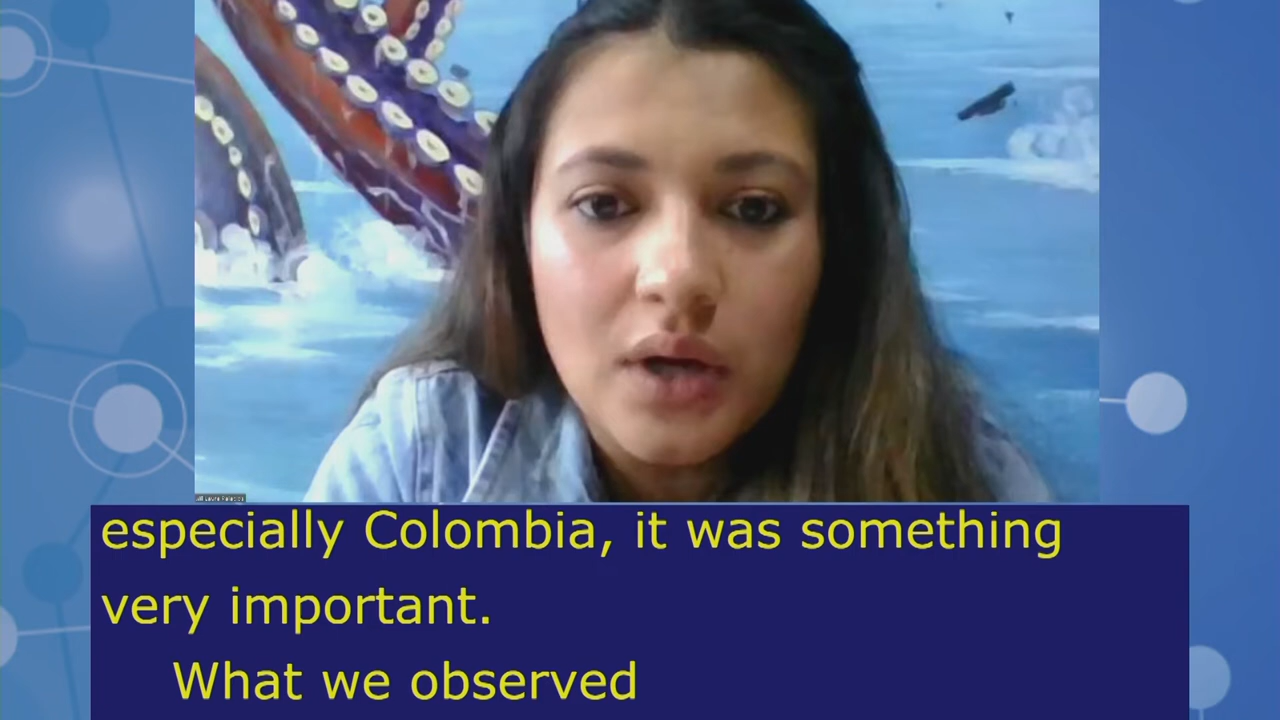 especially Colombia, it was something
very important.
What we observed